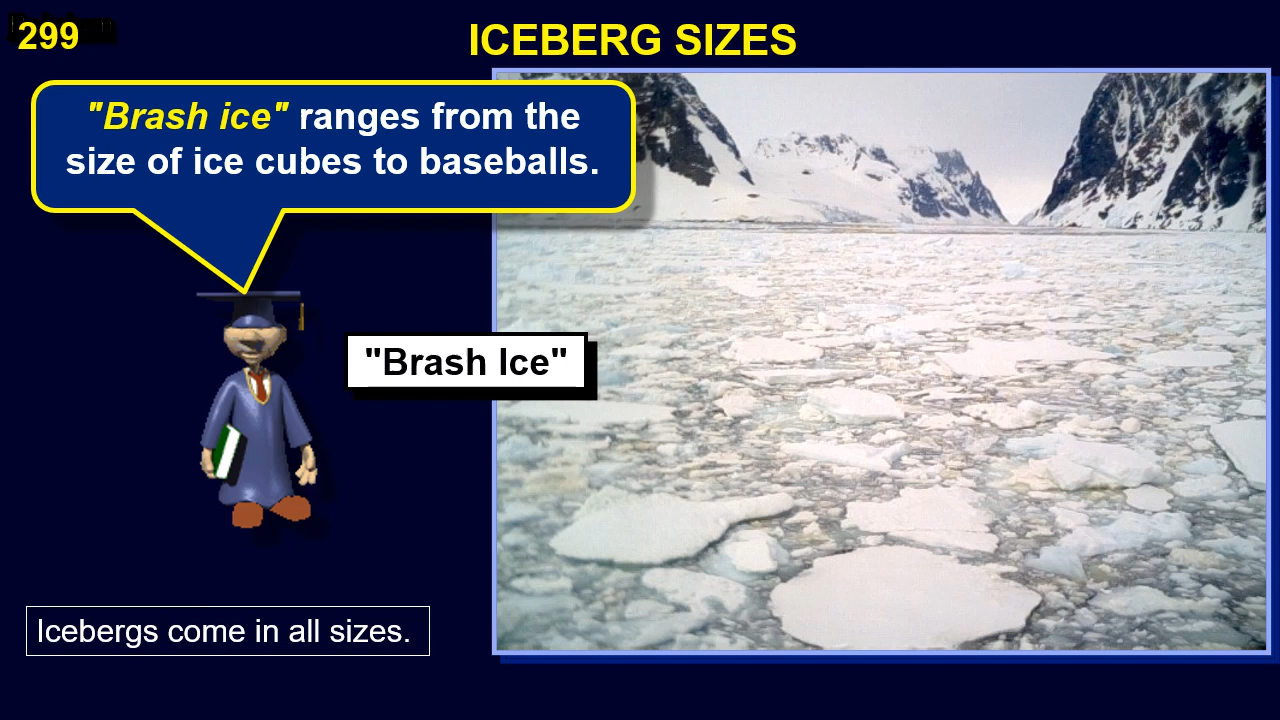 299
ICEBERG SIZES
"Brash ice" ranges from the
size of ice cubes to baseballs.
"Brash Ice"
Icebergs come in all sizes.